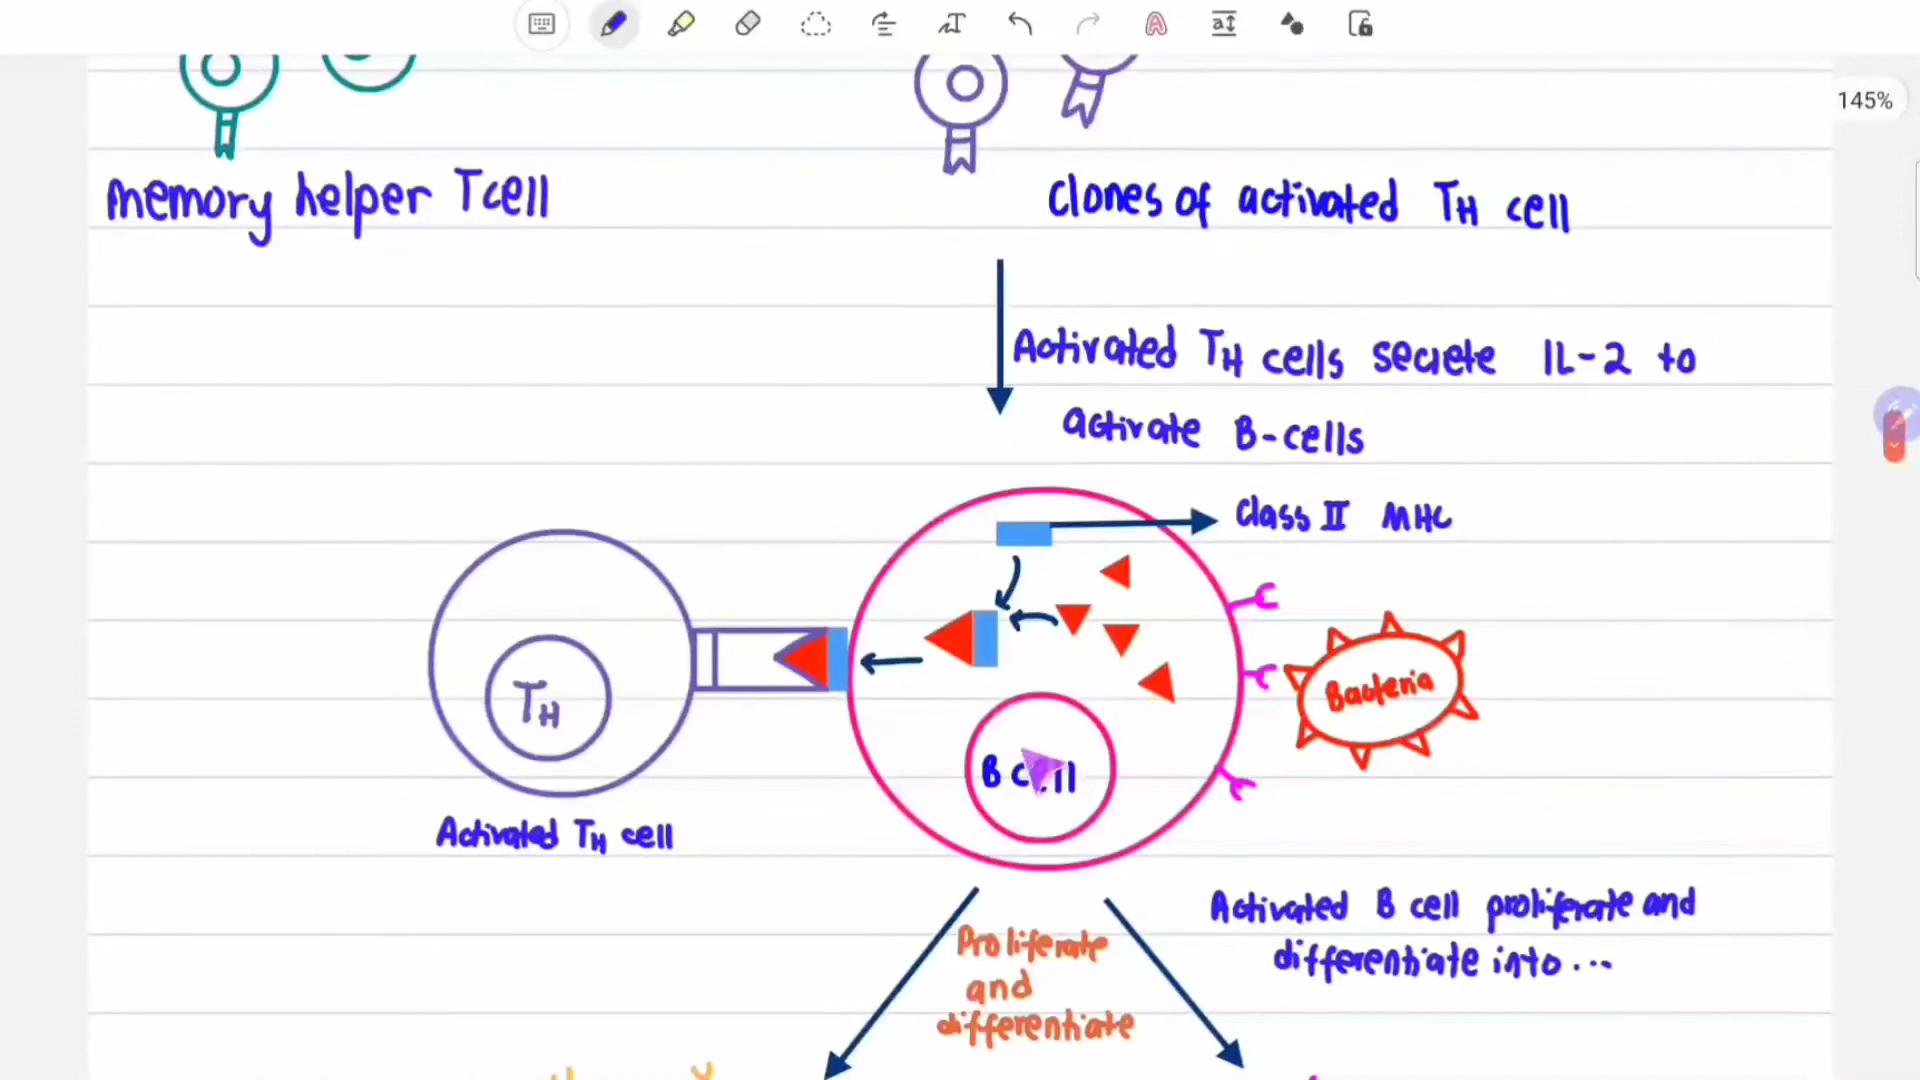 145%
Memory helper T cell
Clones of activated TH cell
Activated TH cells secrete IL-2 to
activate B-cells
Class II MHC
Bacteria
TH
B cell
Activated TH cell
Activated B cell proliferate and
differentiate into...
Proliferate
and
differentiate